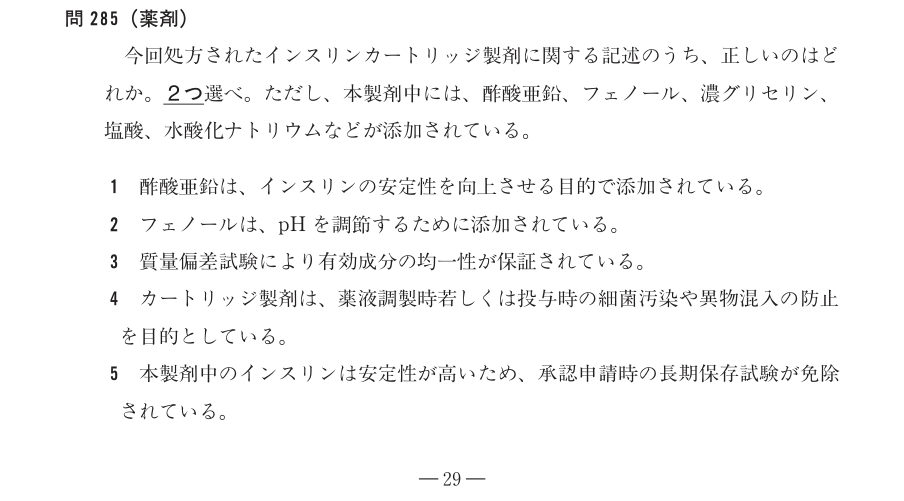 問 285（薬剤）
今回処方されたインスリンカートリッジ製剤に関する記述のうち、正しいのはど
れか。２つ選べ。ただし、本製剤中には、酢酸亜鉛、フェノール、濃グリセリン、
塩酸、水酸化ナトリウムなどが添加されている。
1 酢酸亜鉛は、インスリンの安定性を向上させる目的で添加されている。
2 フェノールは、pH を調節するために添加されている。
3 質量偏差試験により有効成分の均一性が保証されている。
4 カートリッジ製剤は、薬液調製時若しくは投与時の細菌汚染や異物混入の防止
を目的としている。
5 本製剤中のインスリンは安定性が高いため、承認申請時の長期保存試験が免除
されている。
― 29 ―